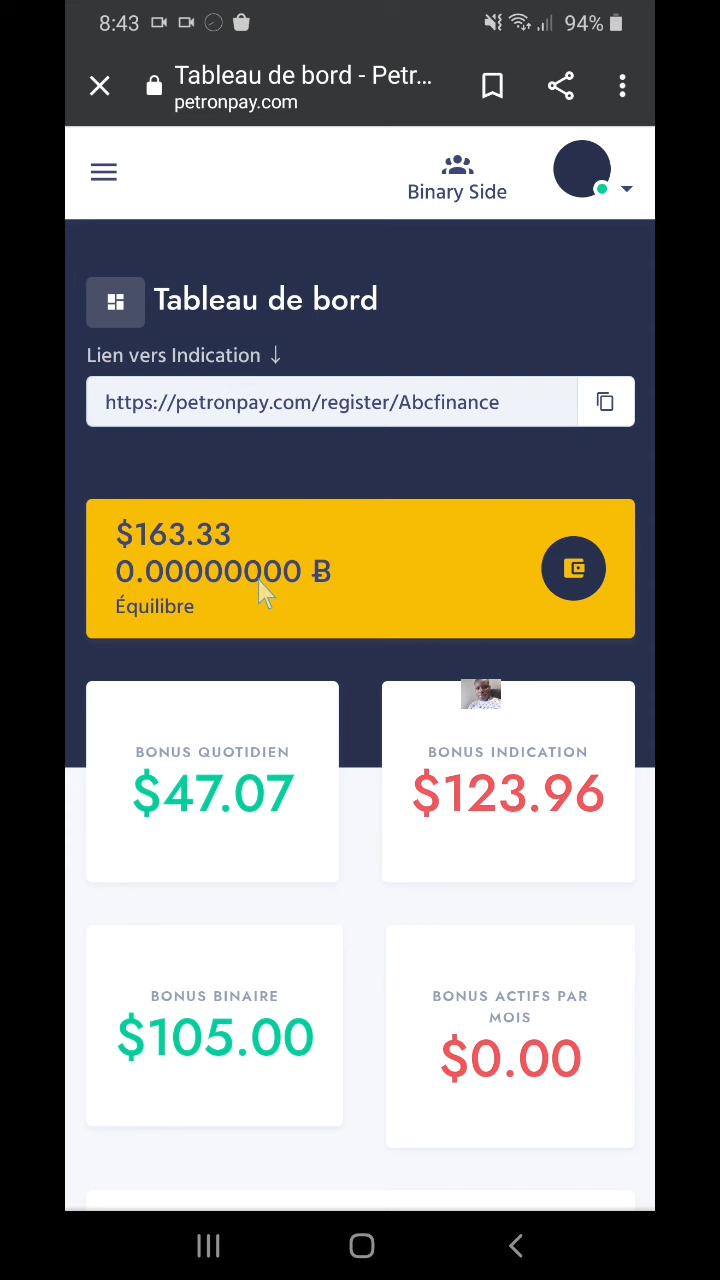 8:43
94%
Tableau de bord - Petr...
petronpay.com
Binary Side
Tableau de bord
Lien vers Indication ↓
https://petronpay.com/register/Abcfinance
$163.33
0.00000000 Ƀ
Équilibre
BONUS QUOTIDIEN
$47.07
BONUS INDICATION
$123.96
BONUS BINAIRE
$105.00
BONUS ACTIFS PAR
MOIS
$0.00